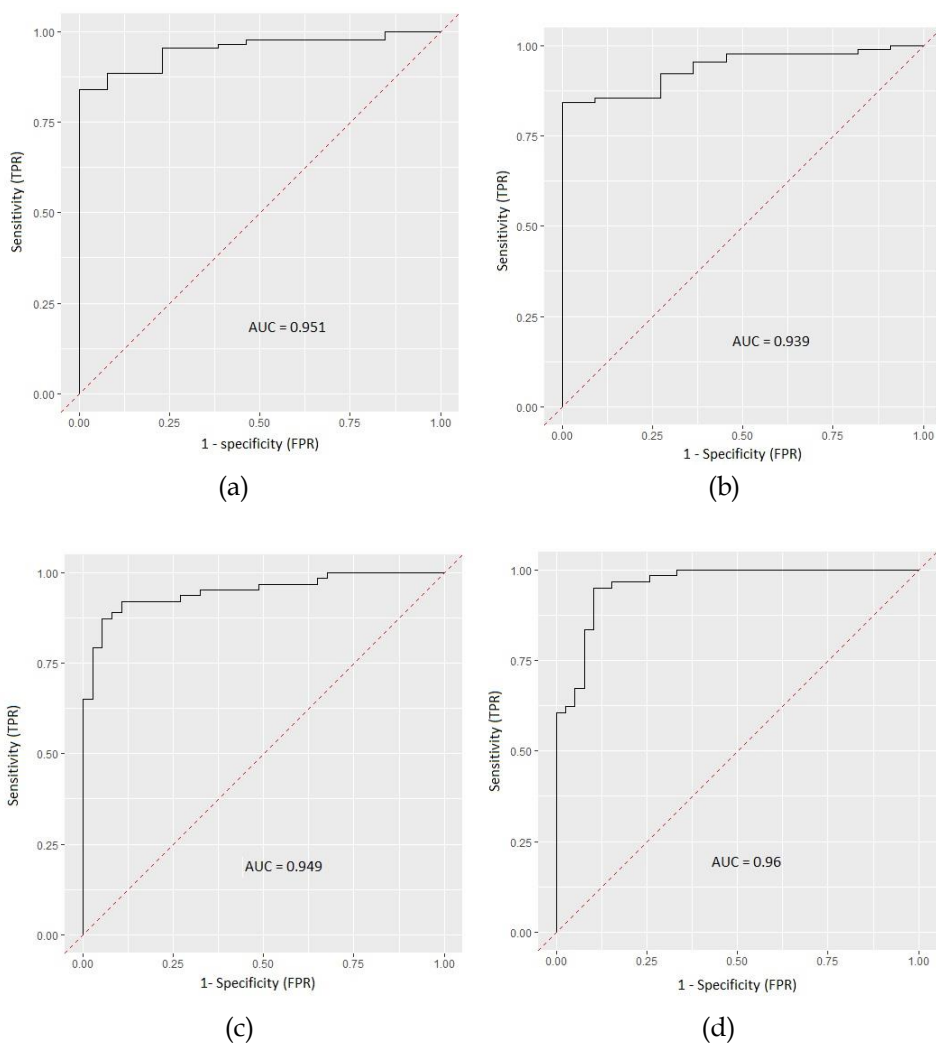 1.00
0.75
0.50
0.25
0.00
Sensitivity (TPR)
AUC = 0.951
0.00 0.25 0.50 0.75 1.00
1 - specificity (FPR)
(a)
1.00
0.75
0.50
0.25
0.00
Sensitivity (TPR)
AUC = 0.939
0.00 0.25 0.50 0.75 1.00
1 - Specificity (FPR)
(b)
1.00
0.75
0.50
0.25
0.00
Sensitivity (TPR)
AUC = 0.949
0.00 0.25 0.50 0.75 1.00
1- Specificity (FPR)
(c)
1.00
0.75
0.50
0.25
0.00
Sensitivity (TPR)
AUC = 0.96
0.00 0.25 0.50 0.75 1.00
1 - Specificity (FPR)
(d)